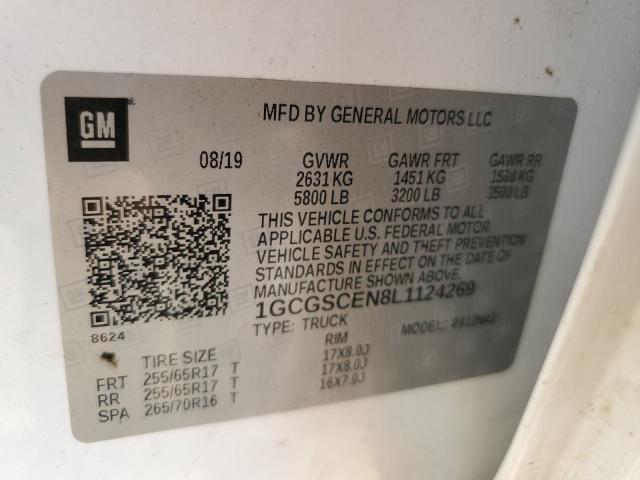 GM
MFD BY GENERAL MOTORS LLC
08/19 GVWR GAWR FRT GAWR RR
2631 KG 1451 KG 1588 KG
5800 LB 3200 LB 3500 LB
THIS VEHICLE CONFORMS TO ALL
APPLICABLE U.S. FEDERAL MOTOR
VEHICLE SAFETY AND THEFT PREVENTION
STANDARDS IN EFFECT ON THE DATE OF
MANUFACTURE SHOWN ABOVE.
1GCGSCEN8L1124269
TYPE: TRUCK MODEL:
8624
TIRE SIZE RIM
FRT 255/65R17 T 17X8.0J
RR 255/65R17 T 17X8.0J
SPA 265/70R16 T 16X7.0J